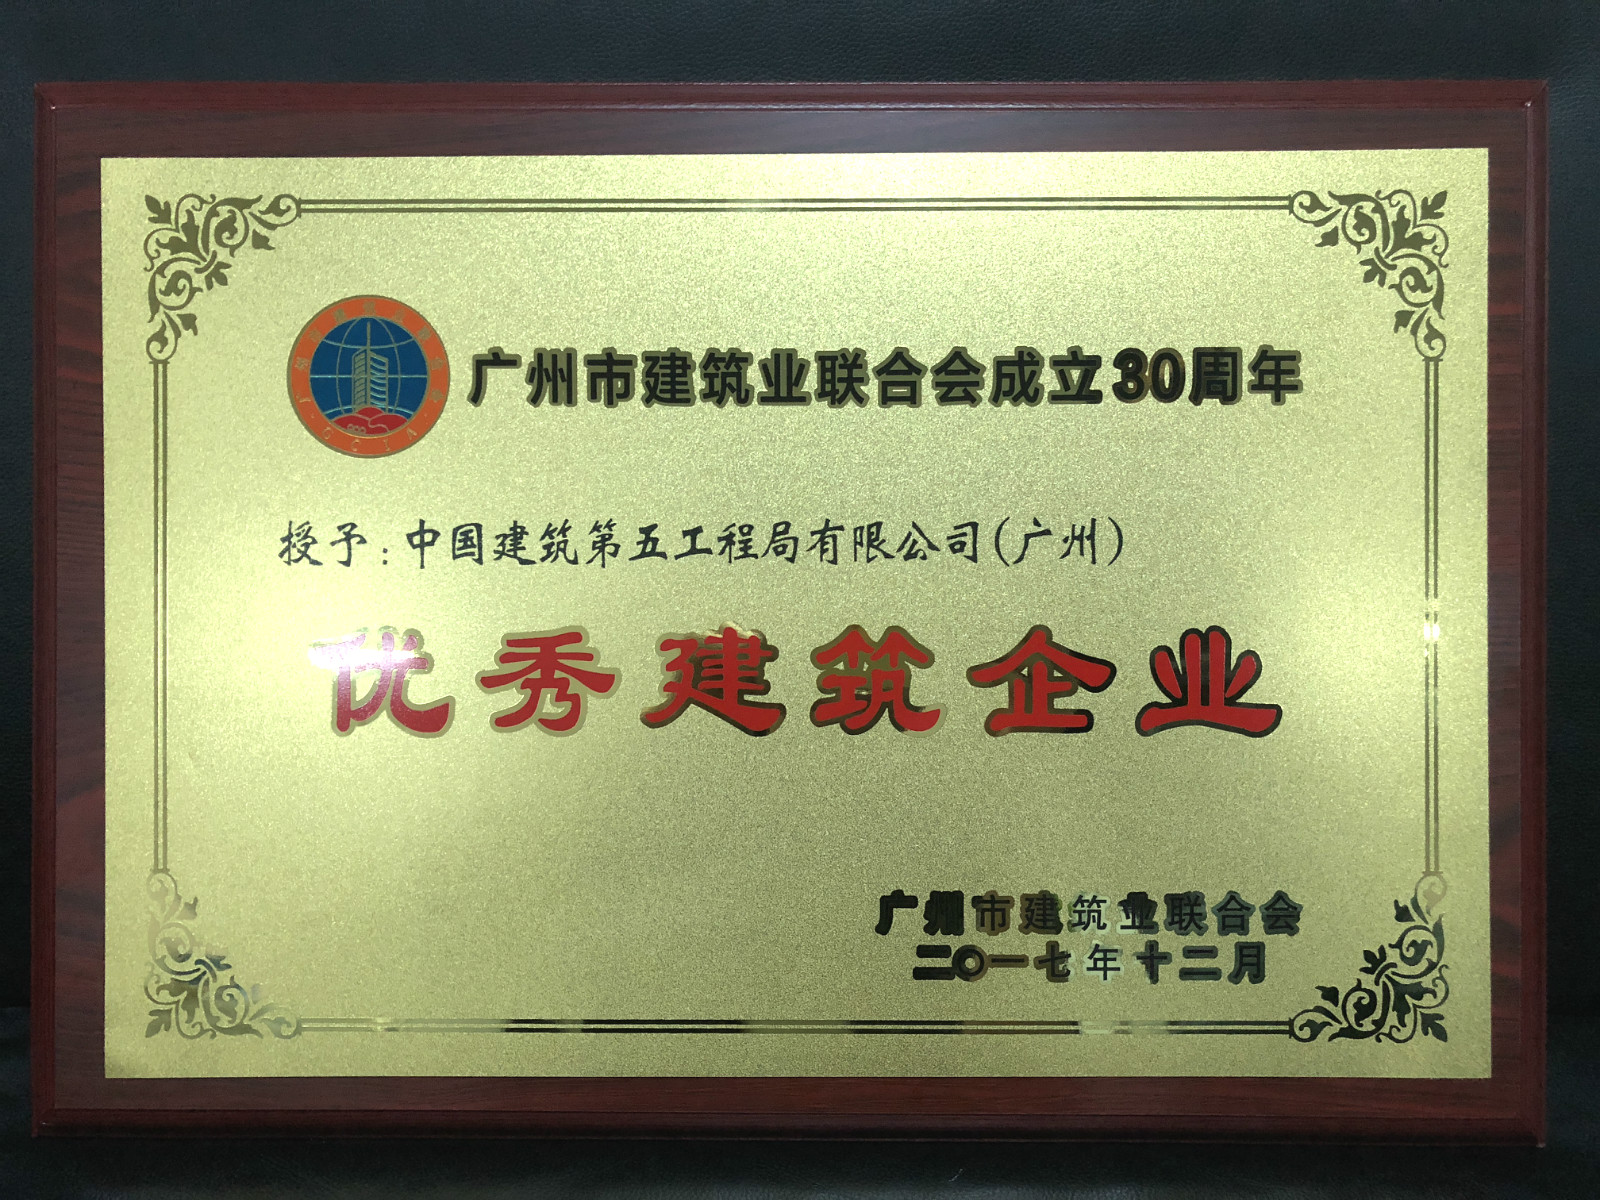 广州市建筑业联合会成立30周年
授予:中国建筑第五工程局有限公司(广州)
优秀建筑企业
广州市建筑业联合会
二〇一七年十二月